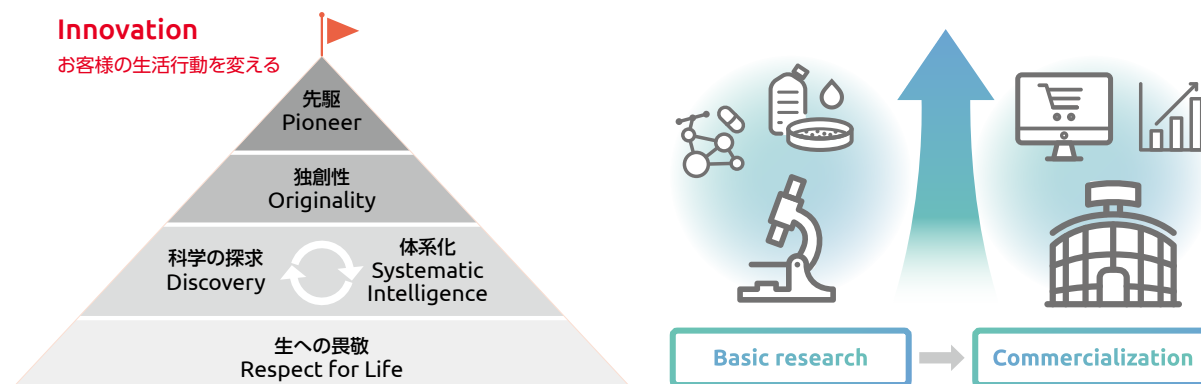 Innovation
お客様の生活行動を変える
先駆
Pioneer
独創性
Originality
科学の探求
Discovery
体系化
Systematic
Intelligence
生への畏敬
Respect for Life
Basic research
Commercialization